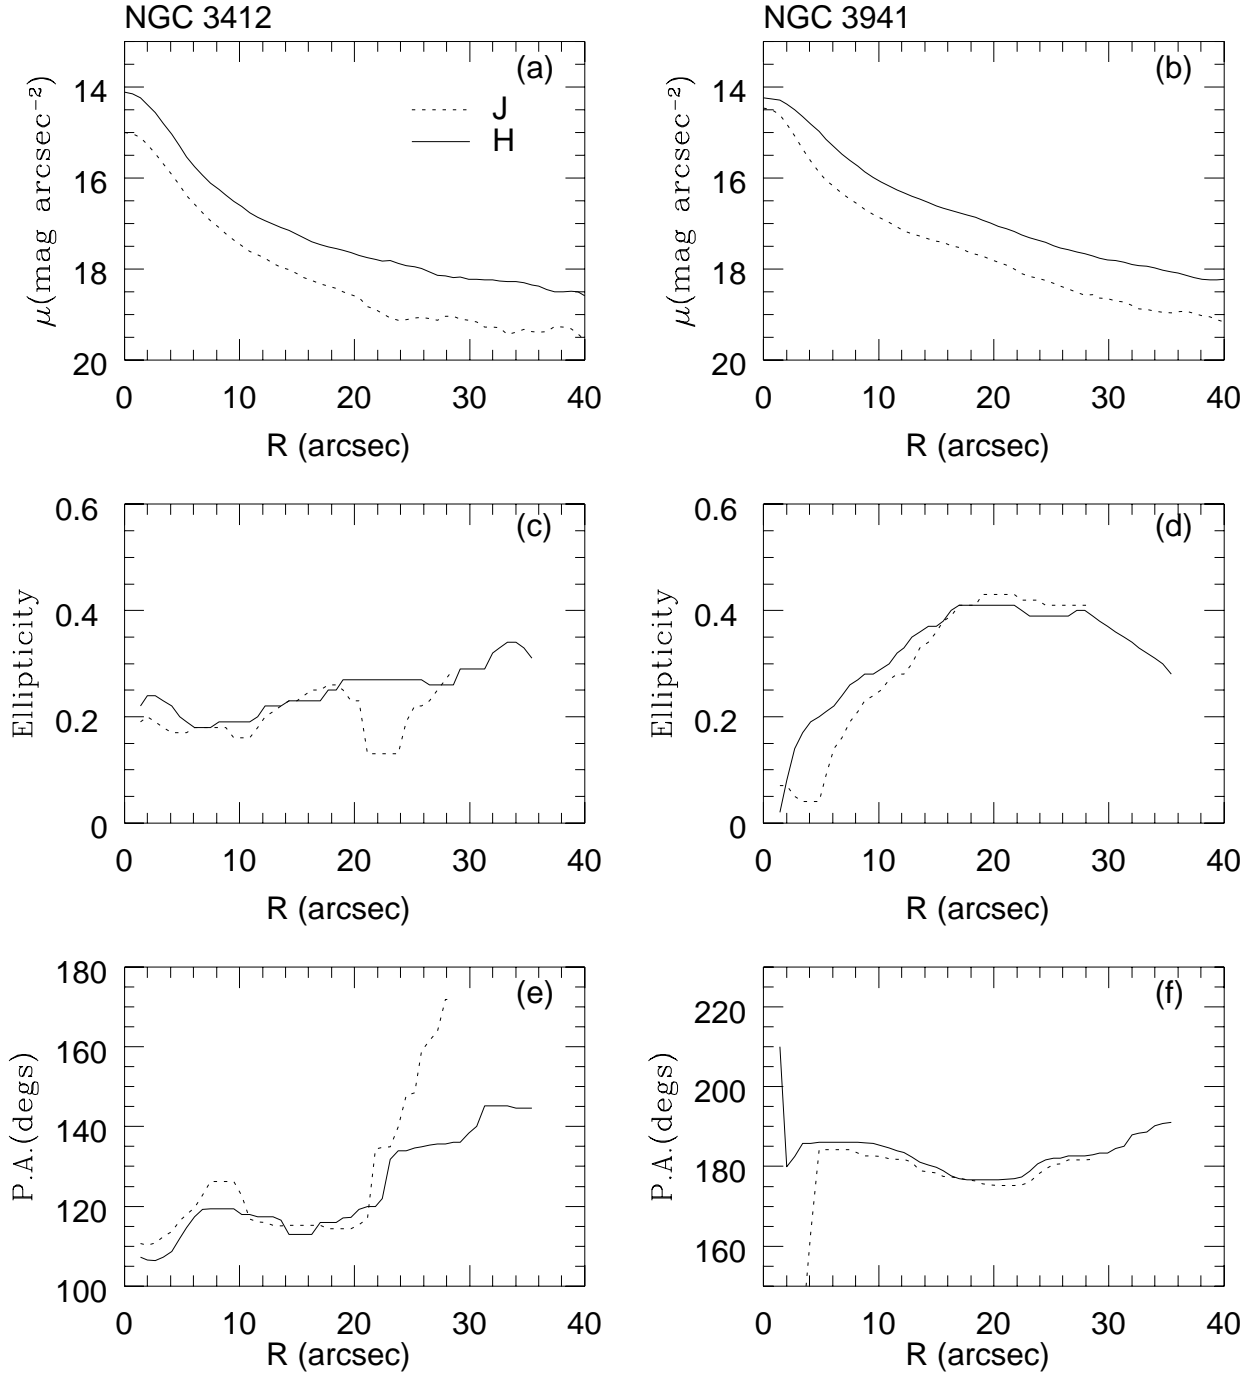 NGC 3412
NGC 3941
(a)
J
H
14
16
18
20
μ(mag arcsec⁻²)
0 10 20 30 40
R (arcsec)
(b)
14
16
18
20
μ(mag arcsec⁻²)
0 10 20 30 40
R (arcsec)
(c)
0.6
0.4
0.2
0
Ellipticity
0 10 20 30 40
R (arcsec)
(d)
0.6
0.4
0.2
0
Ellipticity
0 10 20 30 40
R (arcsec)
(e)
180
160
140
120
100
P.A.(degs)
0 10 20 30 40
R (arcsec)
(f)
220
200
180
160
P.A.(degs)
0 10 20 30 40
R (arcsec)